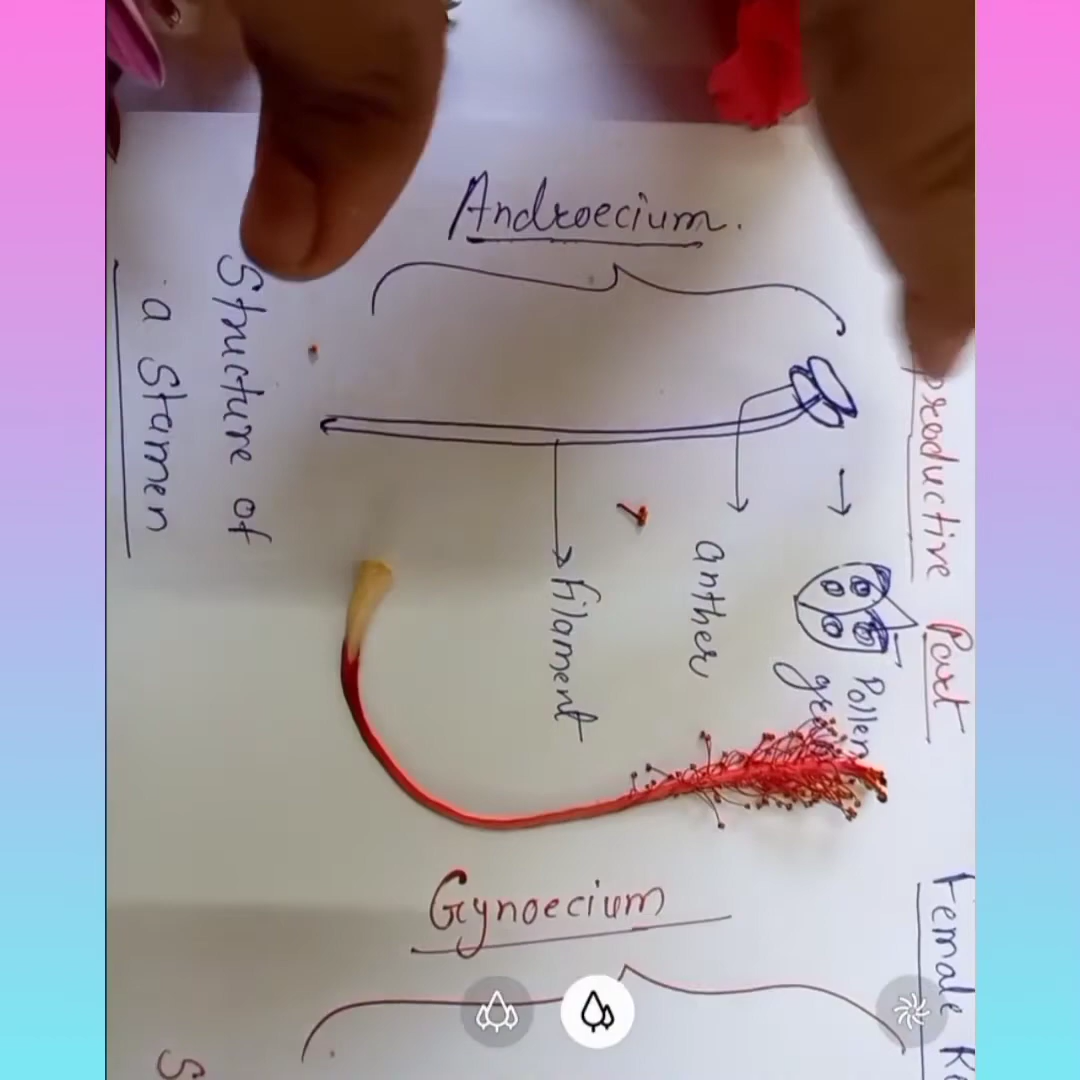 productive Part
Androecium.
Pollen
anther
filament
Structure of
a Stamen
Female
Gynoecium